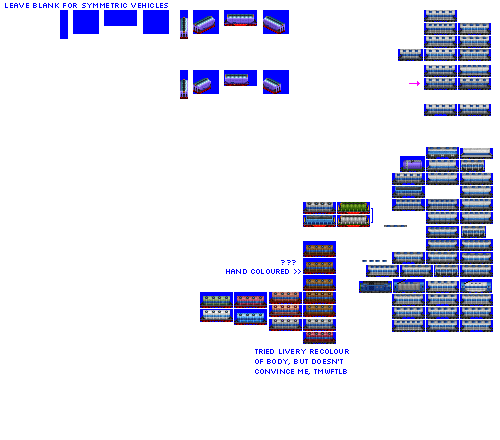 LEAVE BLANK FOR SYMMETRIC VEHICLES
???
HAND COLOURED >>
TRIED LIVERY RECOLOUR
OF BODY, BUT DOESN'T
CONVINCE ME, TMWFTLB